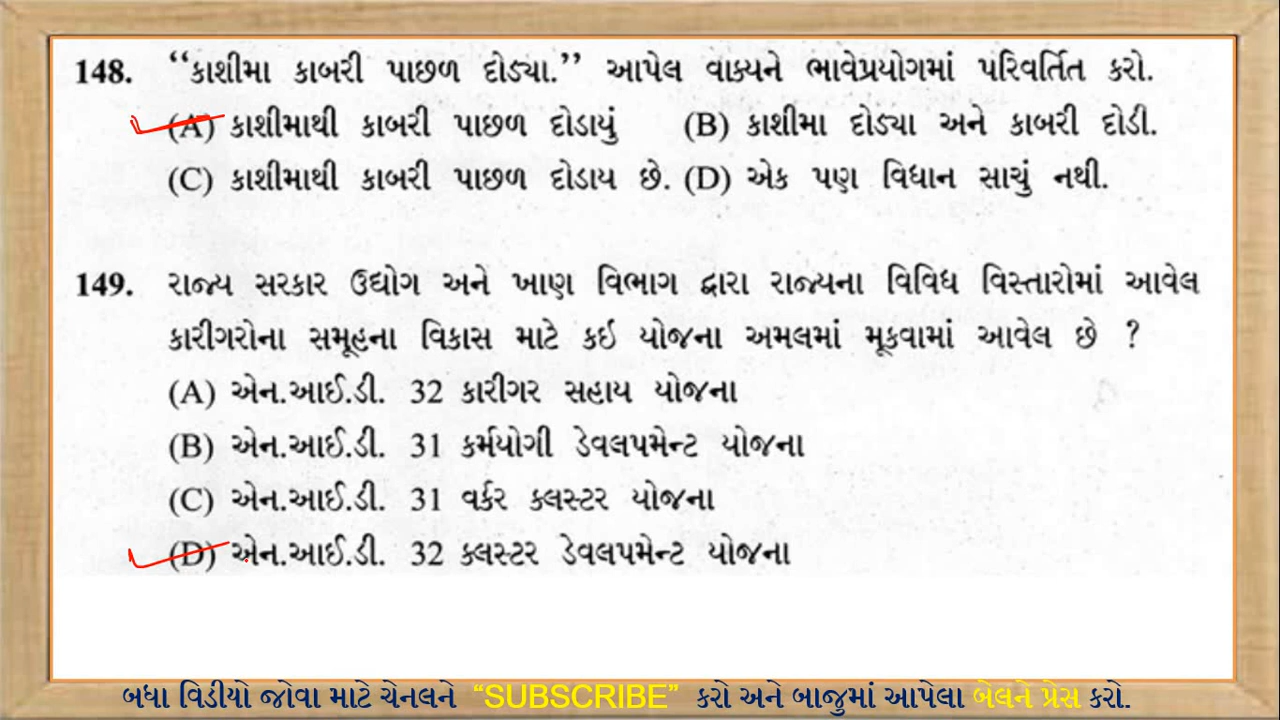 148. “કાશીમા કાબરી પાછળ દોડ્યા.” આપેલ વાક્યને ભાવેપ્રયોગમાં પરિવર્તિત કરો.
(A) કાશીમાથી કાબરી પાછળ દોડાયું (B) કાશીમા દોડ્યા અને કાબરી દોડી.
(C) કાશીમાથી કાબરી પાછળ દોડાય છે. (D) એક પણ વિધાન સાચું નથી.
149. રાજ્ય સરકાર ઉદ્યોગ અને ખાણ વિભાગ દ્વારા રાજ્યના વિવિધ વિસ્તારોમાં આવેલ
કારીગરોના સમૂહના વિકાસ માટે કઇ યોજના અમલમાં મૂકવામાં આવેલ છે ?
(A) એન.આઈ.ડી. 32 કારીગર સહાય યોજના
(B) એન.આઈ.ડી. 31 કર્મયોગી ડેવલપમેન્ટ યોજના
(C) એન.આઈ.ડી. 31 વર્કર ક્લસ્ટર યોજના
(D) એન.આઈ.ડી. 32 ક્લસ્ટર ડેવલપમેન્ટ યોજના
બધા વિડીયો જોવા માટે ચેનલને “SUBSCRIBE” કરો અને બાજુમાં આપેલા બેલને પ્રેસ કરો.